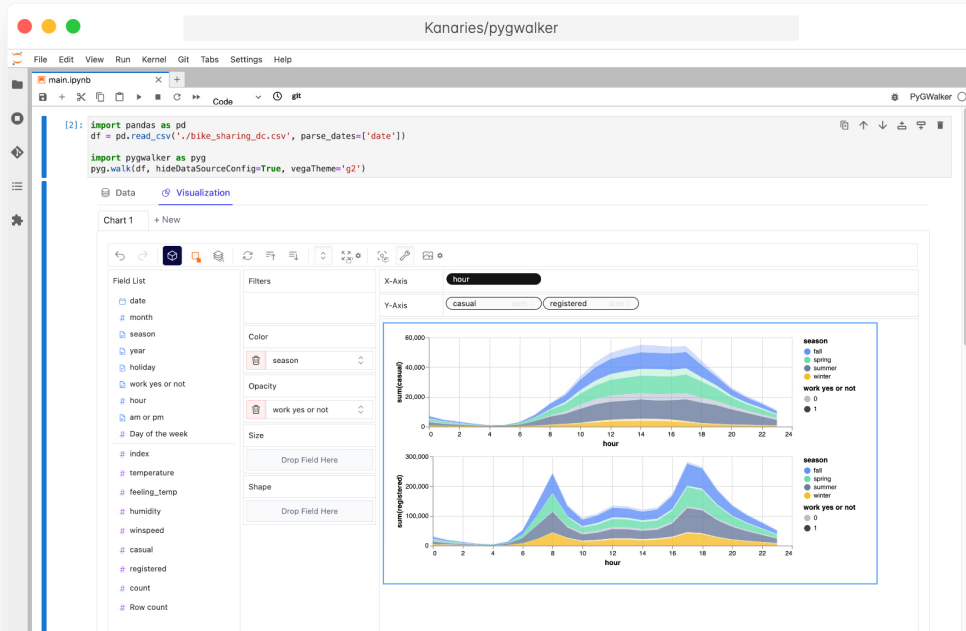 Kanaries/pygwalker
File Edit View Run Kernel Git Tabs Settings Help
main.ipynb
Code git PyGWalker
[2]: import pandas as pd
df = pd.read_csv('./bike_sharing_dc.csv', parse_dates=['date'])
import pygwalker as pyg
pyg.walk(df, hideDataSourceConfig=True, vegaTheme='g2')
Data Visualization
Chart 1 + New
Field List
# date
month
season
year
holiday
work yes or not
# hour
am or pm
# Day of the week
# index
# temperature
# feeling_temp
# humidity
# winspeed
# casual
# registered
# count
# Row count
Filters
Color
season
Opacity
work yes or not
Size
Drop Field Here
Shape
Drop Field Here
X-Axis hour
Y-Axis casual sum registered sum
60,000
40,000
20,000
0
sum(casual)
0 2 4 6 8 10 12 14 16 18 20 22 24
hour
season
fall
spring
summer
winter
work yes or not
0
1
300,000
200,000
100,000
0
sum(registered)
0 2 4 6 8 10 12 14 16 18 20 22 24
hour
season
fall
spring
summer
winter
work yes or not
0
1